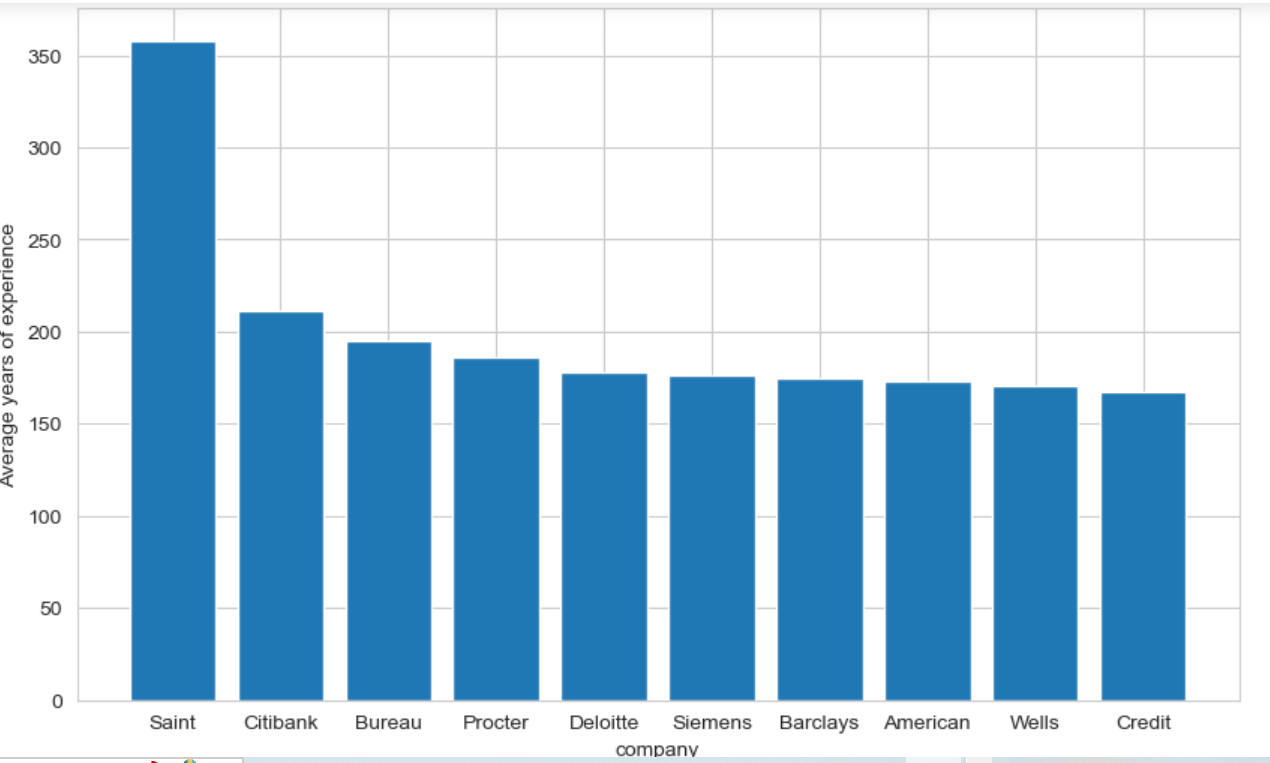 350
300
250
200
150
100
50
0
Average years of experience
Saint Citibank Bureau Procter Deloitte Siemens Barclays American Wells Credit
company